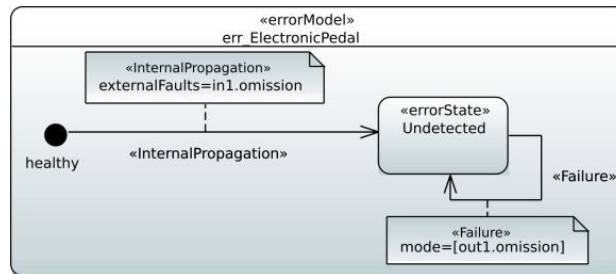 «errorModel»
err_ElectronicPedal
«InternalPropagation»
externalFaults=in1.omission
«errorState»
Undetected
healthy
«InternalPropagation»
«Failure»
«Failure»
mode=[out1.omission]